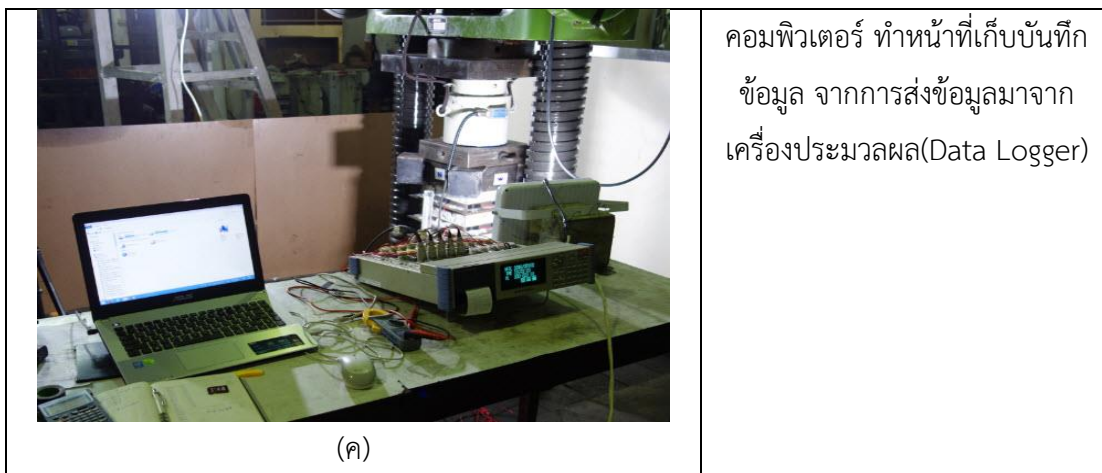 คอมพิวเตอร์ ทำหน้าที่เก็บบันทึก
ข้อมูล จากการส่งข้อมูลมาจาก
เครื่องประมวลผล(Data Logger)
ASUS
(ค)